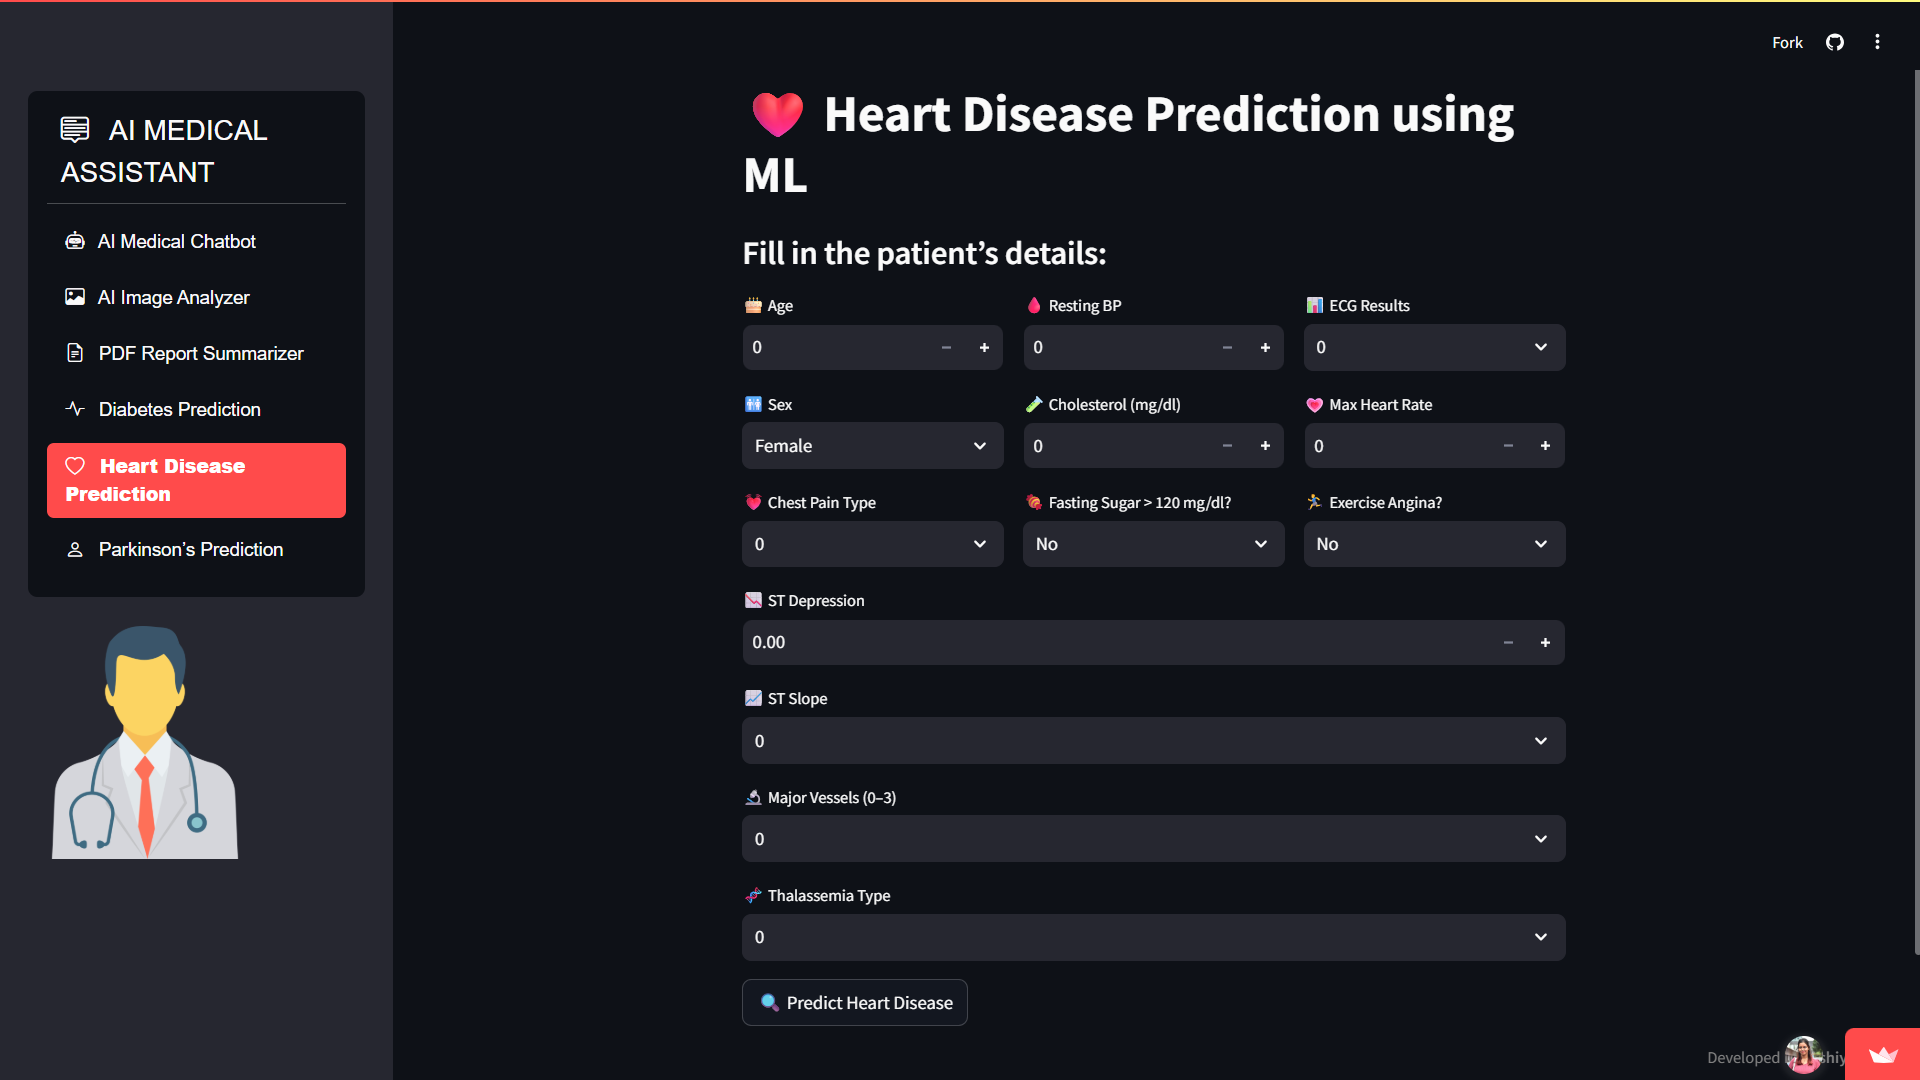 Fork
AI MEDICAL
ASSISTANT
AI Medical Chatbot
AI Image Analyzer
PDF Report Summarizer
Diabetes Prediction
Heart Disease
Prediction
Parkinson’s Prediction
Heart Disease Prediction using
ML
Fill in the patient’s details:
Age
0
Resting BP
0
ECG Results
0
Sex
Female
Cholesterol (mg/dl)
0
Max Heart Rate
0
Chest Pain Type
0
Fasting Sugar > 120 mg/dl?
No
Exercise Angina?
No
ST Depression
0.00
ST Slope
0
Major Vessels (0–3)
0
Thalassemia Type
0
Predict Heart Disease
Developed